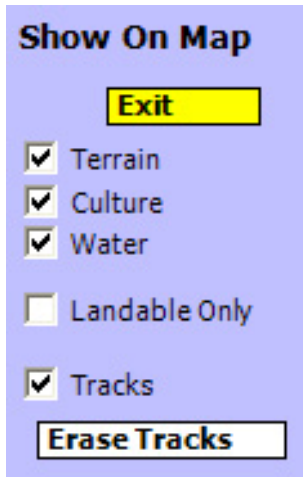 Show On Map
Exit
Terrain
Culture
Water
Landable Only
Tracks
Erase Tracks